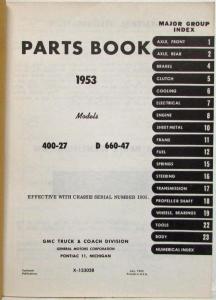 PARTS BOOK
1953
Models
400-27 D 660-47
EFFECTIVE WITH CHASSIS SERIAL NUMBER 1001.
GMC TRUCK & COACH DIVISION
GENERAL MOTORS CORPORATION
PONTIAC 11, MICHIGAN
X-133038
MAJOR GROUP
INDEX
AXLE, FRONT 1
AXLE, REAR 2
BRAKES 4
CLUTCH 5
COOLING 6
ELECTRICAL 7
ENGINE 8
SHEET METAL 10
FRAME 11
FUEL 12
SPRINGS 15
STEERING 16
TRANSMISSION 17
PROPELLER SHAFT 18
WHEELS, BEARINGS 19
TOOLS 22
BODY 23
NUMERICAL INDEX